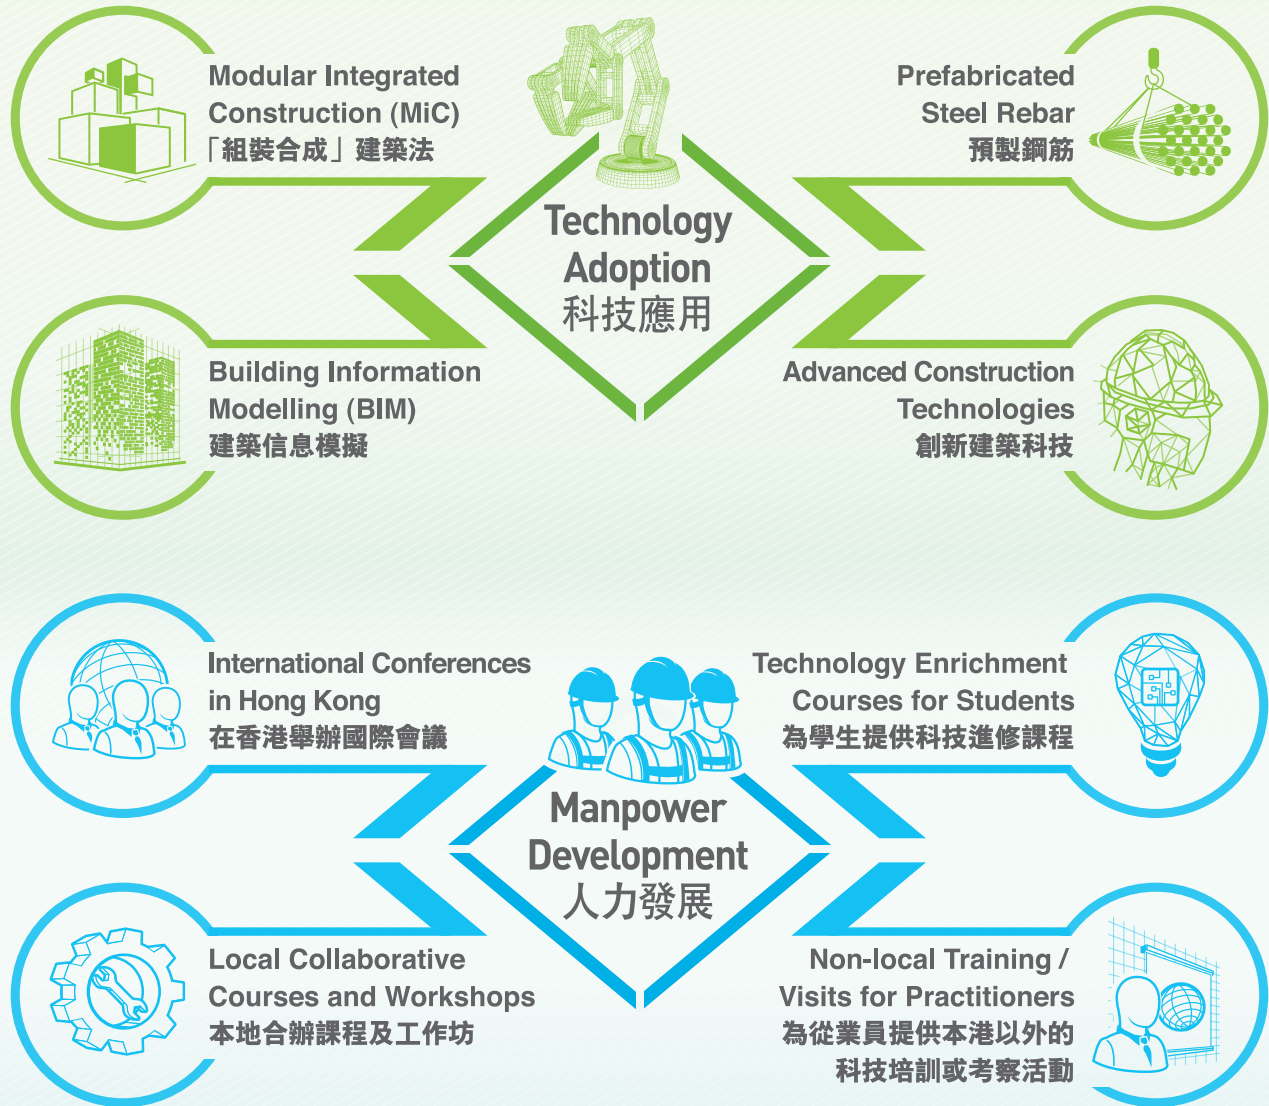 Modular Integrated
Construction (MiC)
「組裝合成」建築法
Prefabricated
Steel Rebar
預製鋼筋
Technology
Adoption
科技應用
Building Information
Modelling (BIM)
建築信息模擬
Advanced Construction
Technologies
創新建築科技
International Conferences
in Hong Kong
在香港舉辦國際會議
Technology Enrichment
Courses for Students
為學生提供科技進修課程
Manpower
Development
人力發展
Local Collaborative
Courses and Workshops
本地合辦課程及工作坊
Non-local Training /
Visits for Practitioners
為從業員提供本港以外的
科技培訓或考察活動